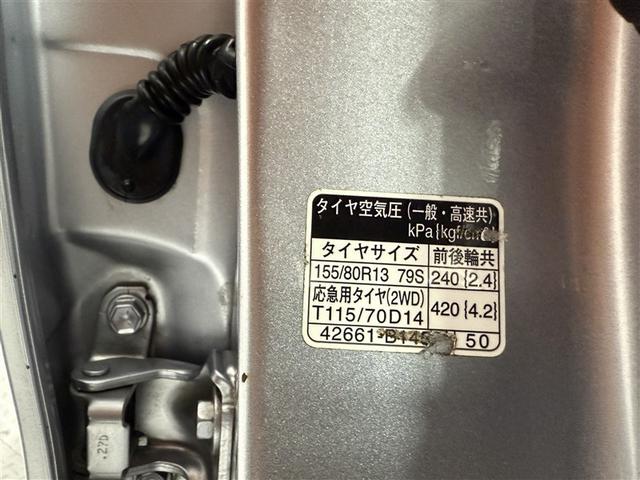 タイヤ空気圧 (一般・高速共)
kPa{kgf/cm²}
タイヤサイズ 前後輪共
155/80R13 79S 240{2.4}
応急用タイヤ(2WD)
T115/70D14 420{4.2}
42661 50
.27D